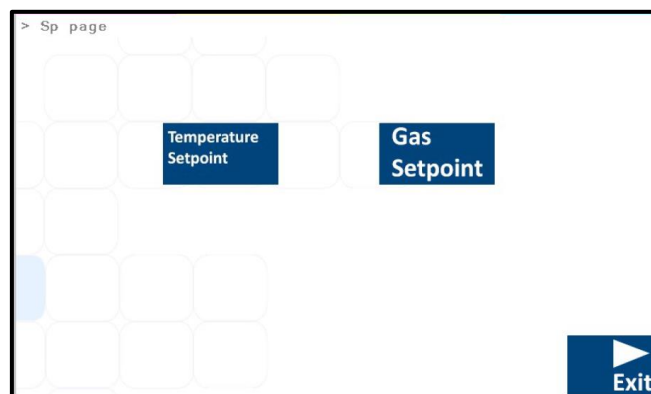 > Sp page
Temperature
Setpoint
Gas
Setpoint
Exit